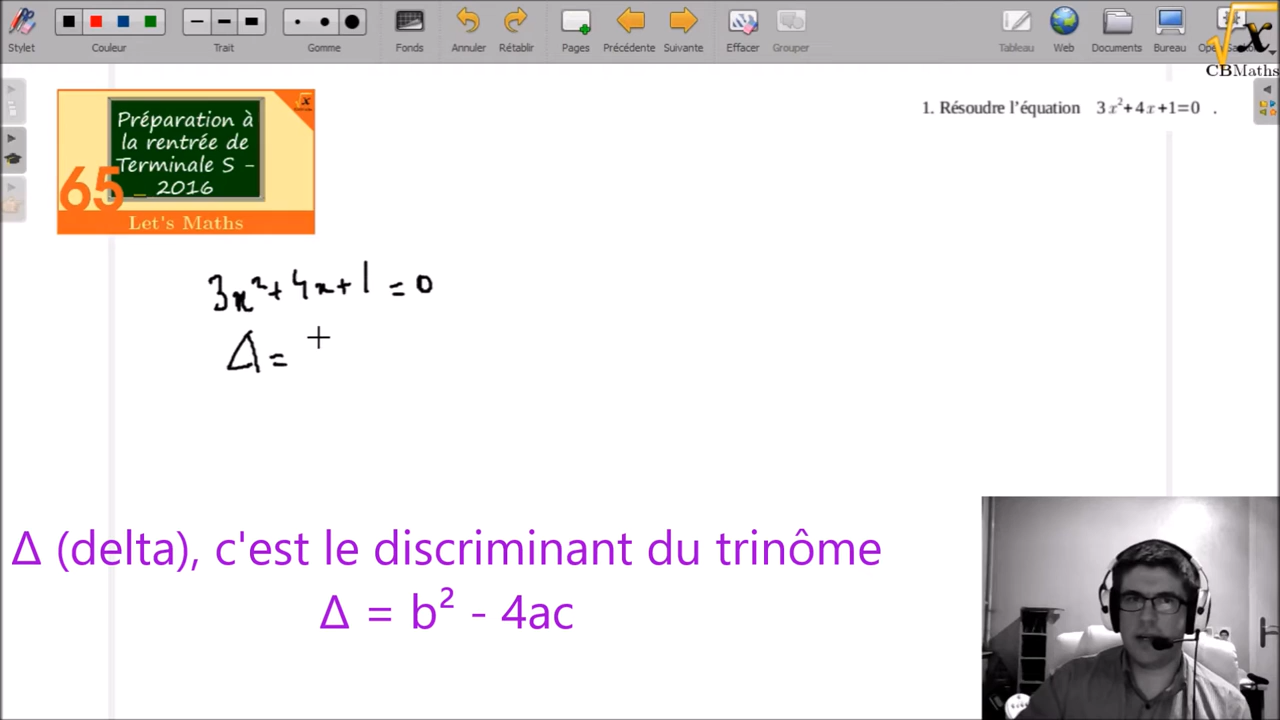 Stylet
Couleur
Trait
Gomme
Fonds
Annuler
Rétablir
Pages
Précédente
Suivante
Effacer
Grouper
Tableau
Web
Documents
Bureau
√x
CBMaths
Préparation à
la rentrée de
Terminale S -
2016
65
Let's Maths
1. Résoudre l'équation 3x²+4x+1=0 .
3x²+4x+1=0
Δ=
Δ (delta), c'est le discriminant du trinôme
Δ = b² - 4ac